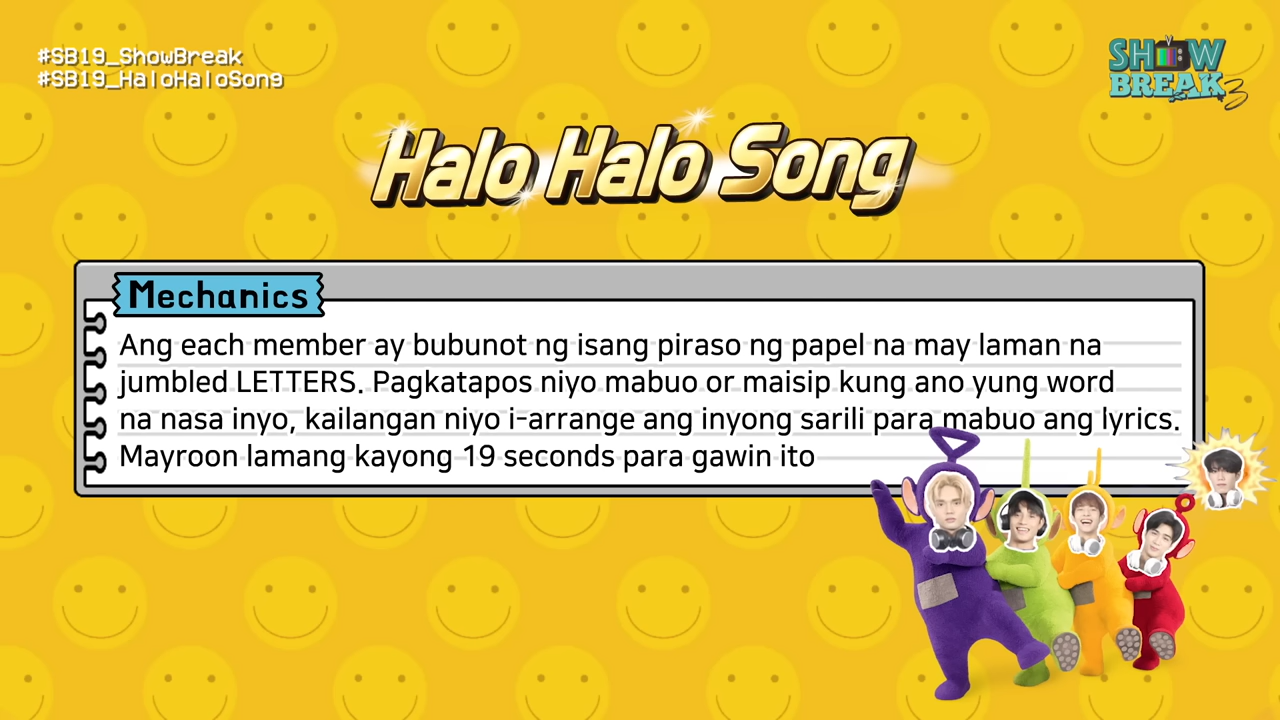 #SB19_ShowBreak
#SB19_HaloHaloSong
SHOW
BREAK 3
Halo Halo Song
Mechanics
Ang each member ay bubunot ng isang piraso ng papel na may laman na
jumbled LETTERS. Pagkatapos niyo mabuo or maisip kung ano yung word
na nasa inyo, kailangan niyo i-arrange ang inyong sarili para mabuo ang lyrics.
Mayroon lamang kayong 19 seconds para gawin ito